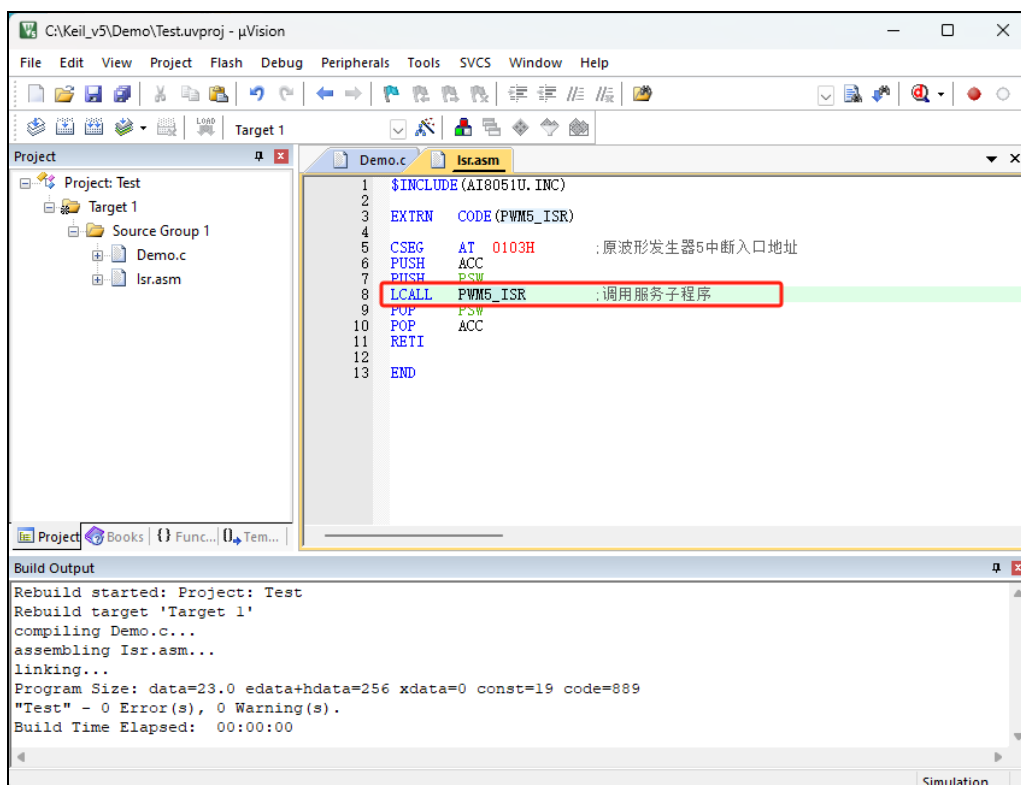 C:\Keil_v5\Demo\Test.uvproj - µVision
File Edit View Project Flash Debug Peripherals Tools SVCS Window Help
LOAD Target 1
Project
Project: Test
Target 1
Source Group 1
Demo.c
Isr.asm
Project Books {} Func... 0 Tem...
Demo.c Isr.asm
1 $INCLUDE(AI8051U.INC)
2
3 EXTRN CODE(PWM5_ISR)
4
5 CSEG AT 0103H ;原波形发生器5中断入口地址
6 PUSH ACC
7 PUSH PSW
8 LCALL PWM5_ISR ;调用服务子程序
9 POP PSW
10 POP ACC
11 RETI
12
13 END
Build Output
Rebuild started: Project: Test
Rebuild target 'Target 1'
compiling Demo.c...
assembling Isr.asm...
linking...
Program Size: data=23.0 edata+hdata=256 xdata=0 const=19 code=889
"Test" - 0 Error(s), 0 Warning(s).
Build Time Elapsed: 00:00:00
Simulation